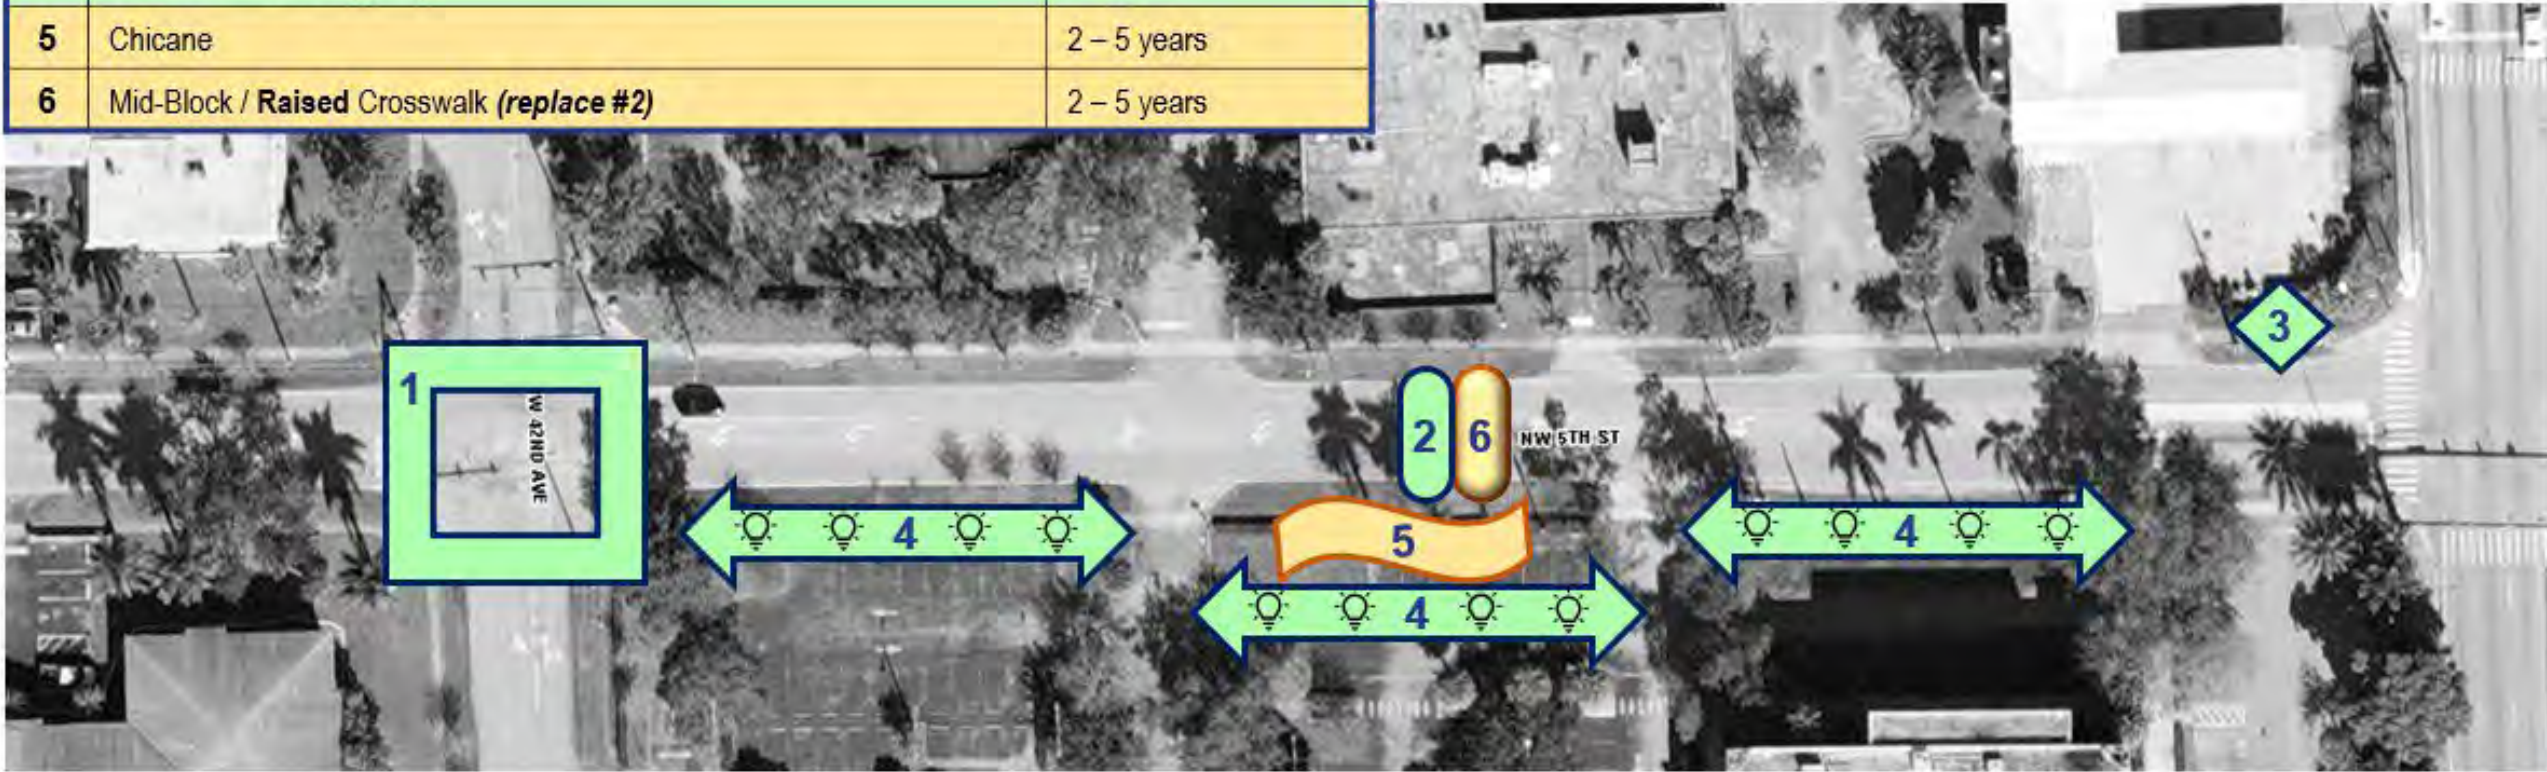 5 Chicane 2 – 5 years
6 Mid-Block / Raised Crosswalk (replace #2) 2 – 5 years
3
1
W 42ND AVE
2 6 NW 5TH ST
4
5
4
4